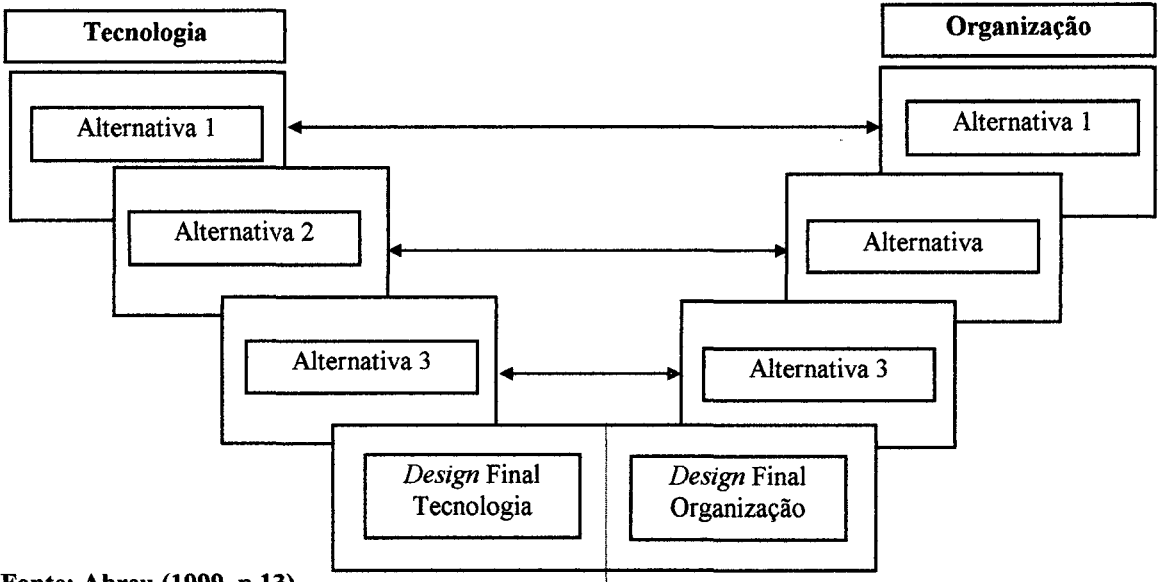 Tecnologia
Organização
Alternativa 1
Alternativa 1
Alternativa 2
Alternativa
Alternativa 3
Alternativa 3
Design Final
Tecnologia
Design Final
Organização
Fonte: Abreu (1999, p.13)